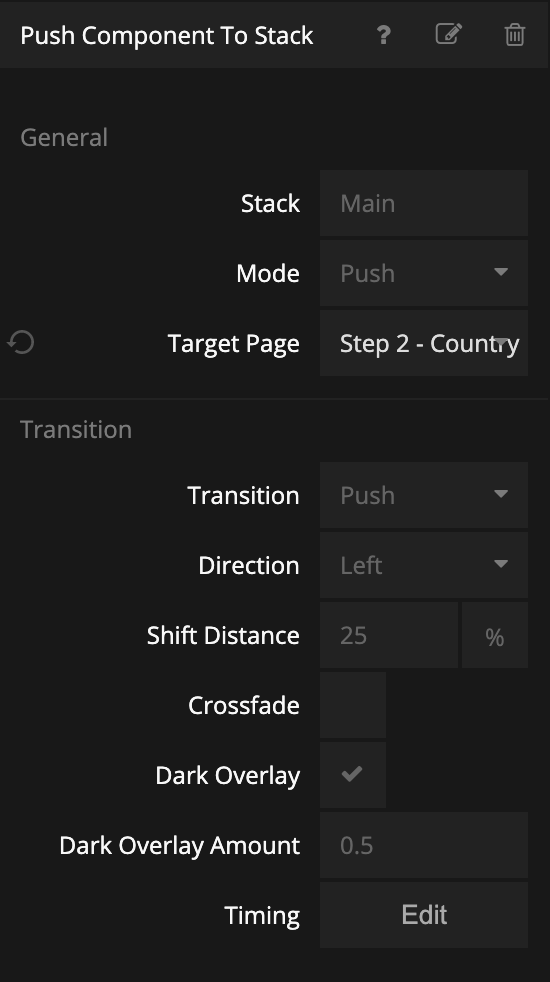 Push Component To Stack ?
General
Stack Main
Mode Push
Target Page Step 2 - Country
Transition
Transition Push
Direction Left
Shift Distance 25 %
Crossfade
Dark Overlay
Dark Overlay Amount 0.5
Timing Edit